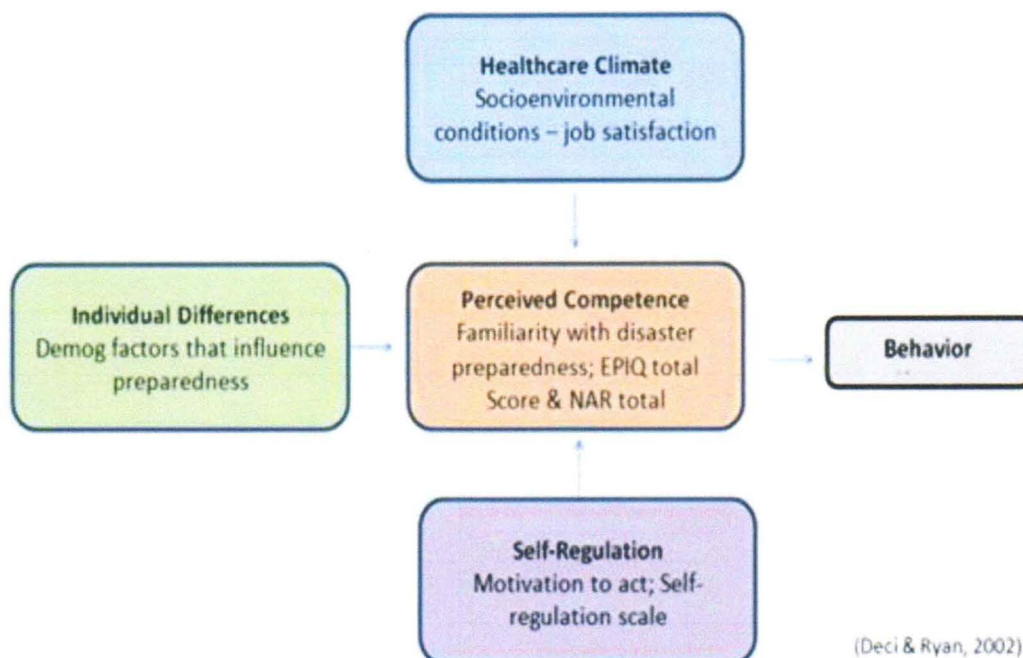 Healthcare Climate
Socioenvironmental
conditions – job satisfaction
Individual Differences
Demog factors that influence
preparedness
Perceived Competence
Familiarity with disaster
preparedness; EPIQ total
Score & NAR total
Behavior
Self-Regulation
Motivation to act; Self-
regulation scale
(Deci & Ryan, 2002)